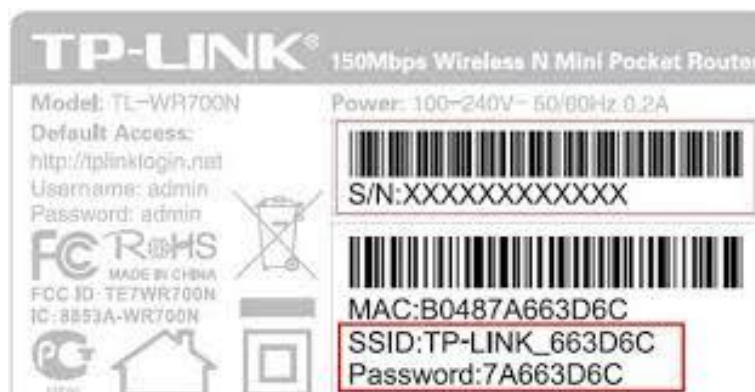 TP-LINK®
150Mbps Wireless N Mini Pocket Router
Model: TL-WR700N
Power: 100-240V~ 50/60Hz 0.2A
Default Access:
http://tplinklogin.net
Username: admin
Password: admin
S/N:XXXXXXXXXXXX
FC RoHS
MADE IN CHINA
FCC ID: TE7WR700N
IC: 8853A-WR700N
MAC:B0487A663D6C
SSID:TP-LINK_663D6C
Password:7A663D6C